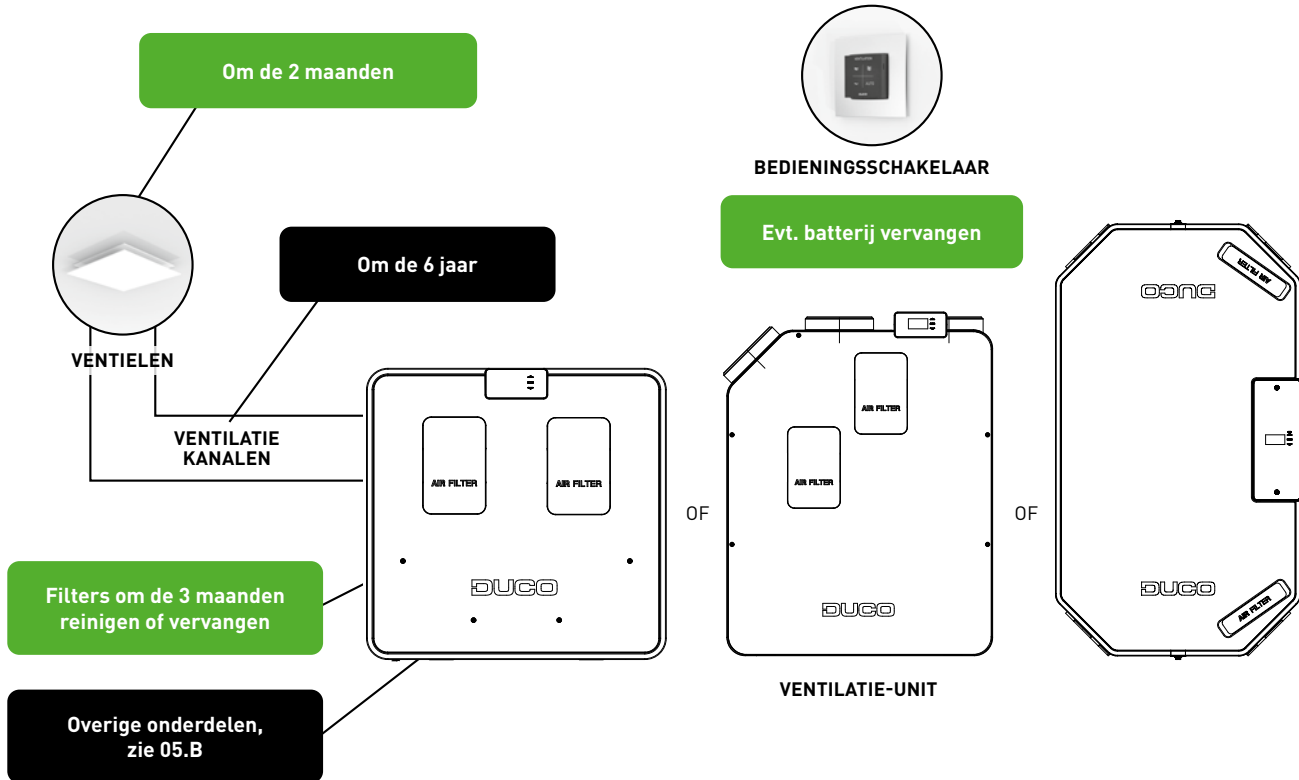 Om de 2 maanden
BEDIENINGSSCHAKELAAR
Evt. batterij vervangen
Om de 6 jaar
VENTIELEN
VENTILATIE
KANALEN
AIR FILTER
AIR FILTER
DUCO
OF
AIR FILTER
AIR FILTER
DUCO
VENTILATIE-UNIT
OF
AIR FILTER
DUCO
DUCO
AIR FILTER
Filters om de 3 maanden
reinigen of vervangen
Overige onderdelen,
zie 05.B